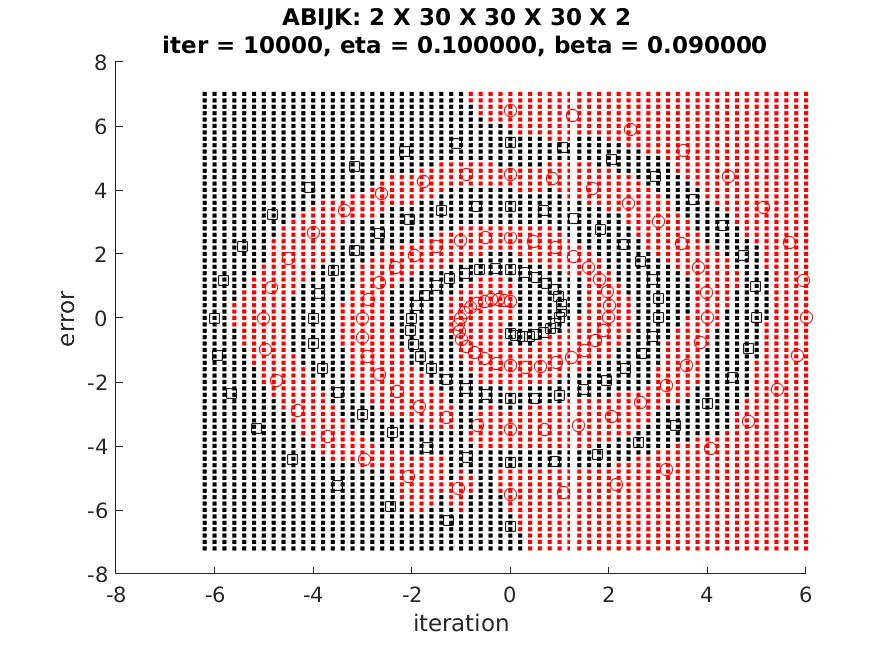 ABIJK: 2 X 30 X 30 X 30 X 2
iter = 10000, eta = 0.100000, beta = 0.090000
8
6
4
2
0
-2
-4
-6
-8
error
-8 -6 -4 -2 0 2 4 6
iteration